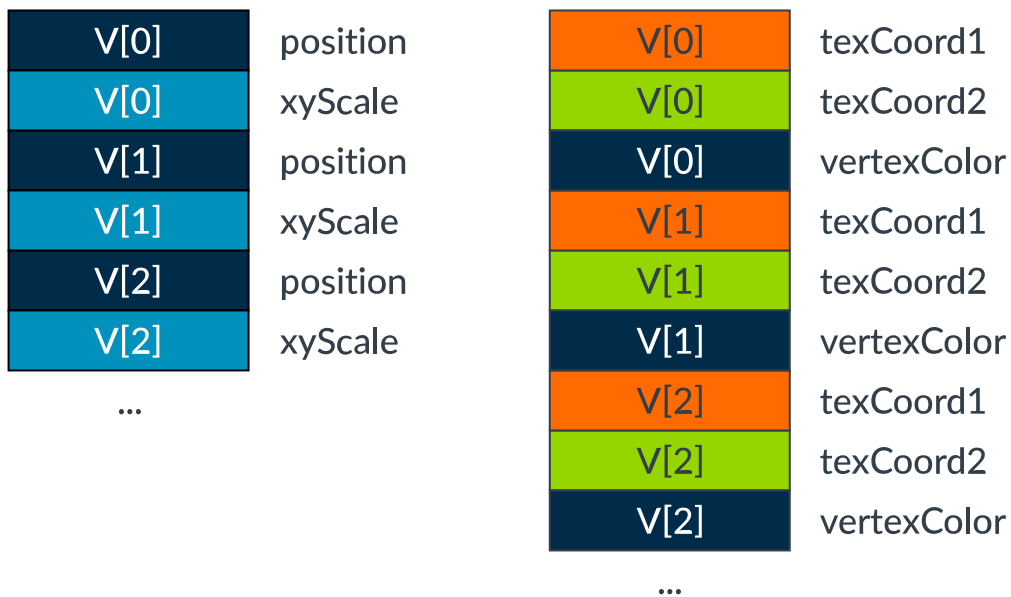 V[0] position
V[0] xyScale
V[1] position
V[1] xyScale
V[2] position
V[2] xyScale
...
V[0] texCoord1
V[0] texCoord2
V[0] vertexColor
V[1] texCoord1
V[1] texCoord2
V[1] vertexColor
V[2] texCoord1
V[2] texCoord2
V[2] vertexColor
...